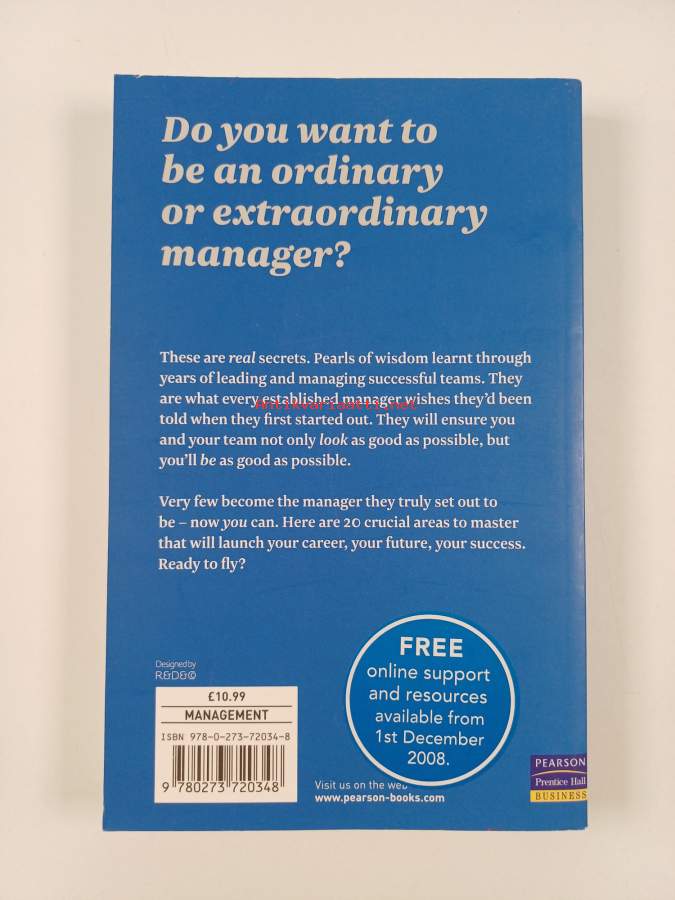 Do you want to
be an ordinary
or extraordinary
manager?
These are real secrets. Pearls of wisdom learnt through
years of leading and managing successful teams. They
are what every established manager wishes they'd been
told when they first started out. They will ensure you
and your team not only look as good as possible, but
you'll be as good as possible.
Very few become the manager they truly set out to
be – now you can. Here are 20 crucial areas to master
that will launch your career, your future, your success.
Ready to fly?
Antikvariaatti.net
FREE
online support
and resources
available from
1st December
2008.
Designed by
R&D&©
£10.99
MANAGEMENT
ISBN 978-0-273-72034-8
9 780273 720348
Visit us on the web
www.pearson-books.com
PEARSON
Prentice Hall
BUSINESS